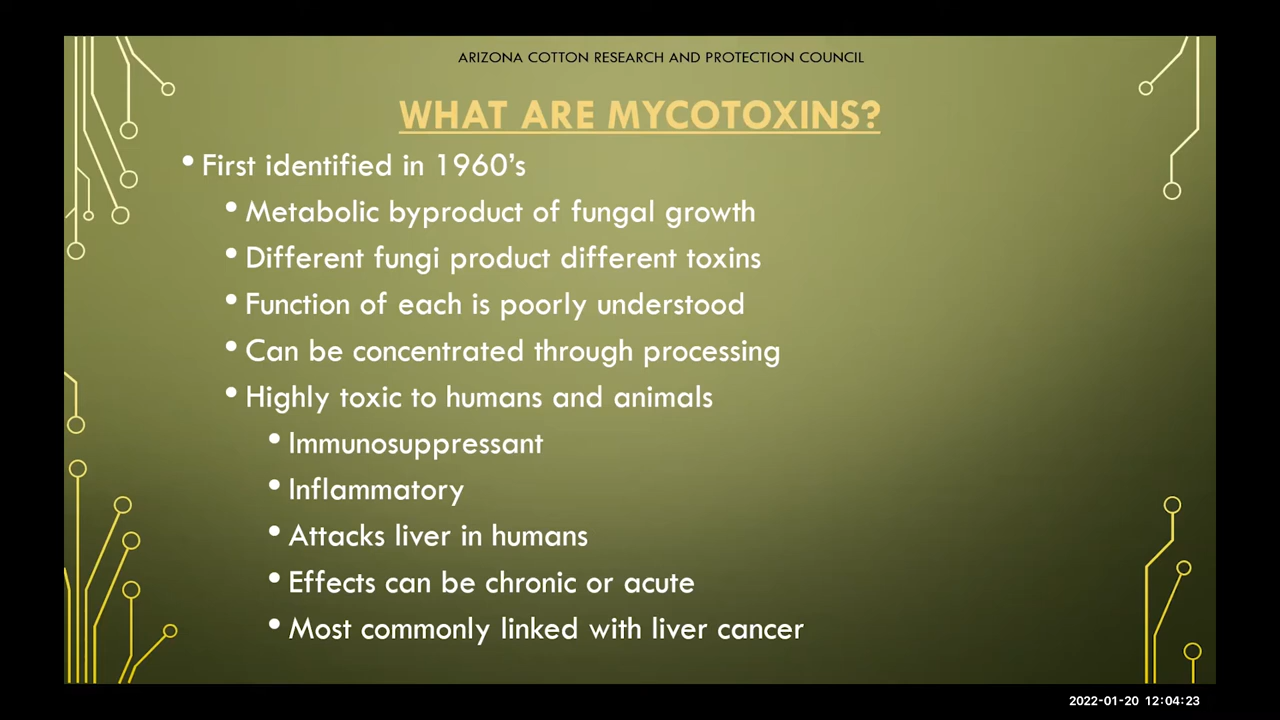 ARIZONA COTTON RESEARCH AND PROTECTION COUNCIL
WHAT ARE MYCOTOXINS?
• First identified in 1960’s
• Metabolic byproduct of fungal growth
• Different fungi product different toxins
• Function of each is poorly understood
• Can be concentrated through processing
• Highly toxic to humans and animals
• Immunosuppressant
• Inflammatory
• Attacks liver in humans
• Effects can be chronic or acute
• Most commonly linked with liver cancer
2022-01-20 12:04:23